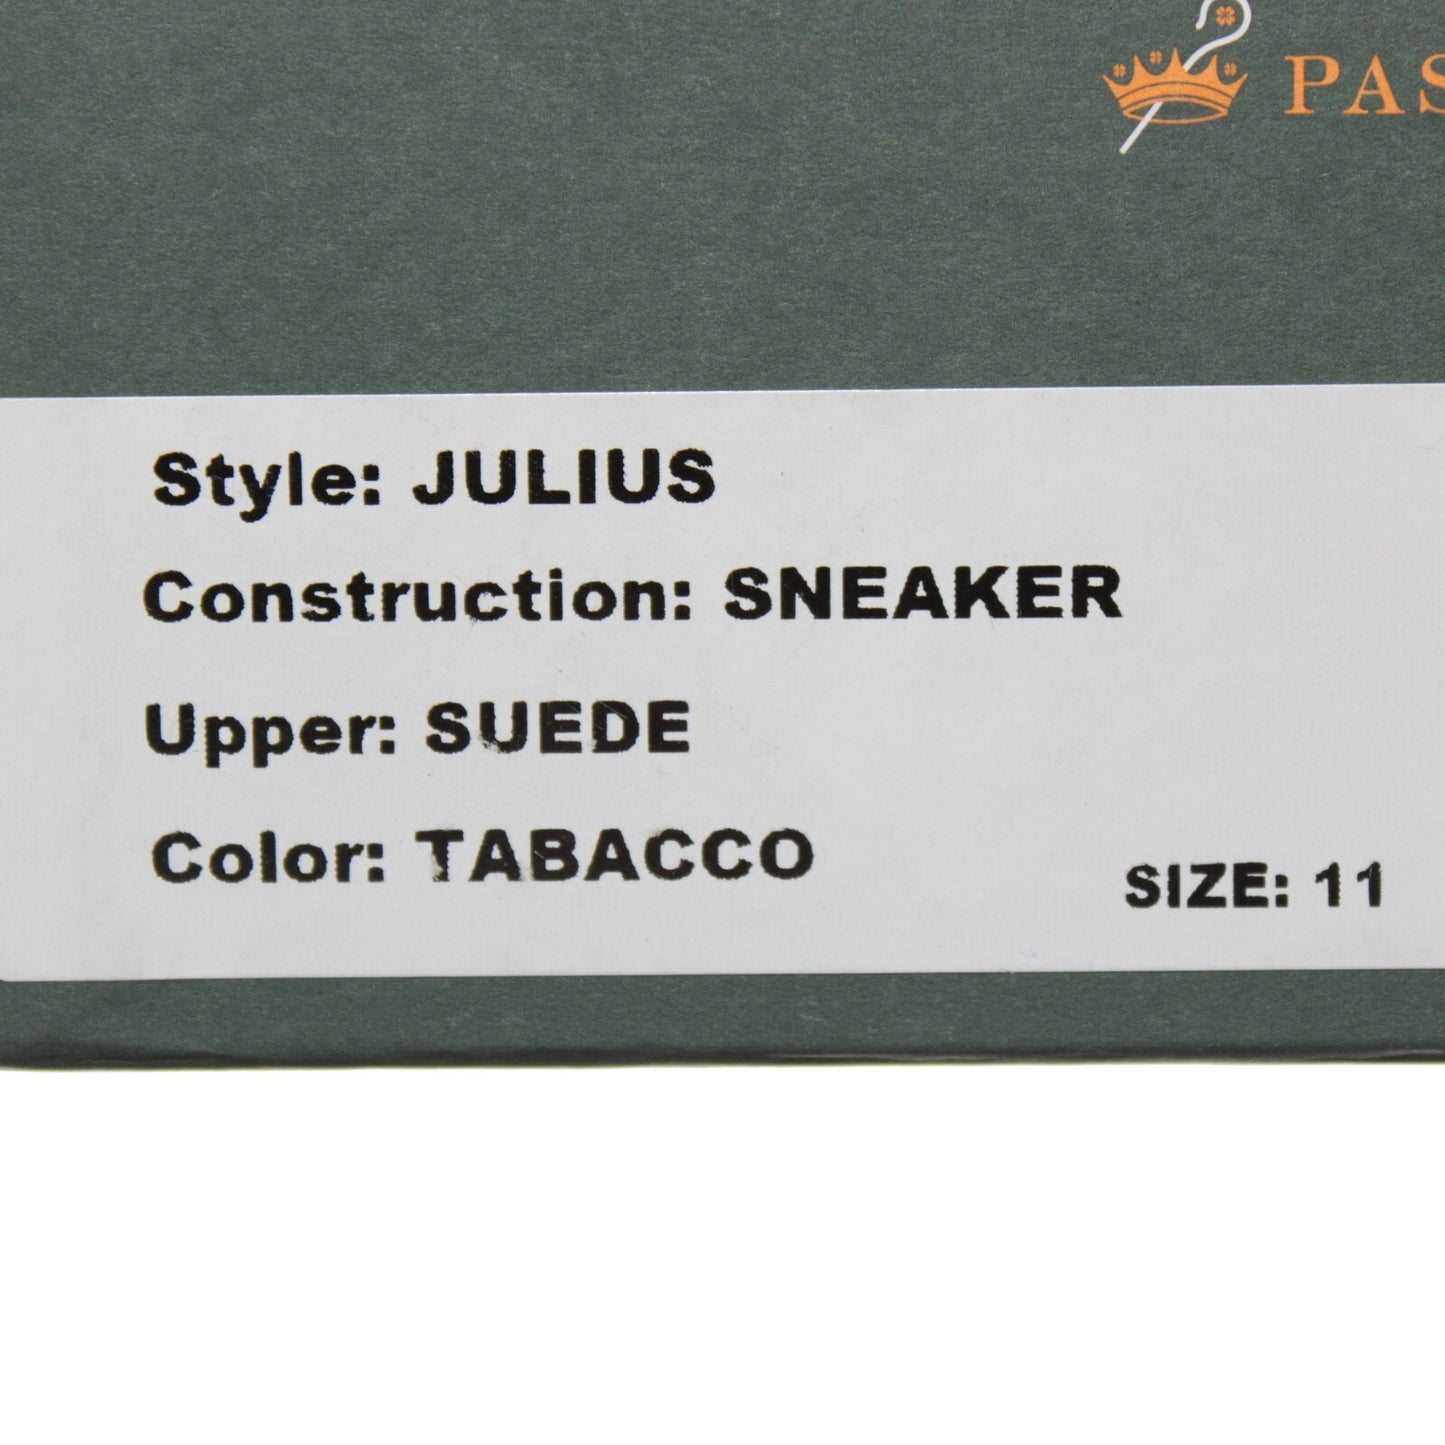 PAS
Style: JULIUS
Construction: SNEAKER
Upper: SUEDE
Color: TABACCO
SIZE: 11